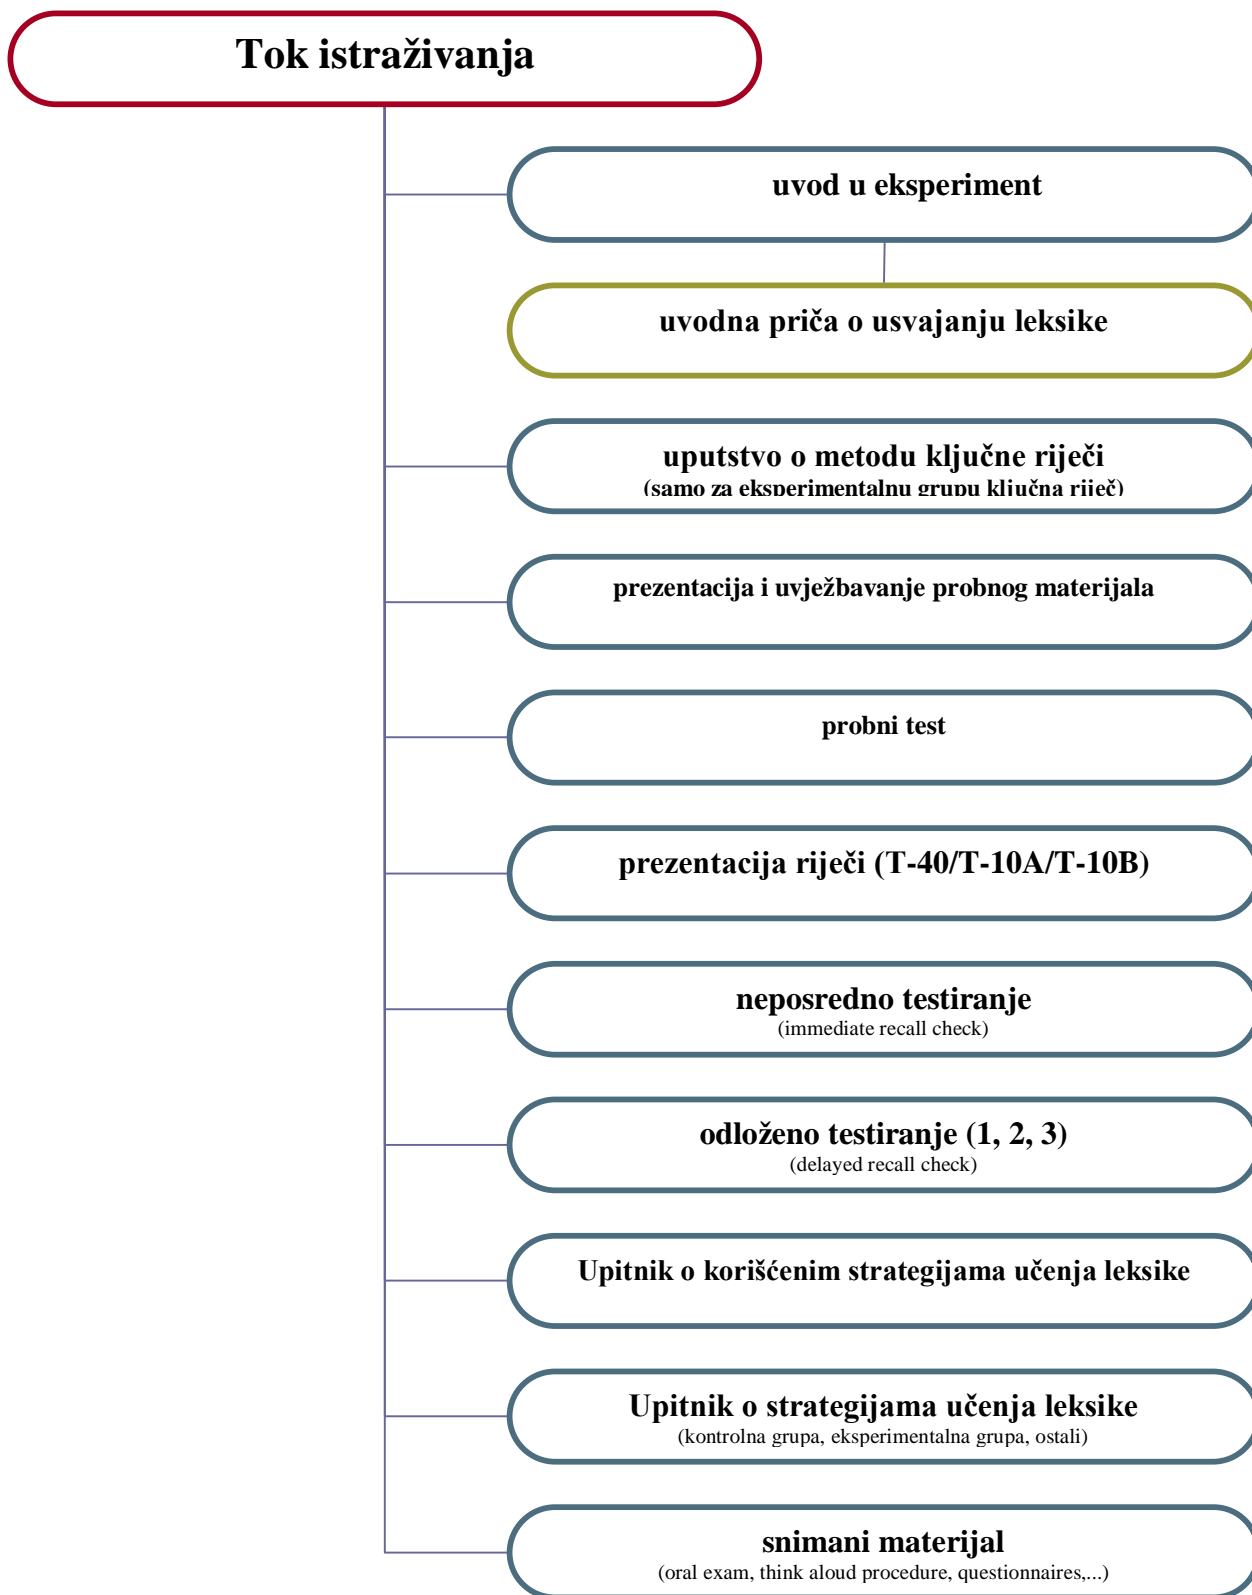 Tok istraživanja
uvod u eksperiment
uvodna priča o usvajanju leksike
uputstvo o metodu ključne riječi
(samo za eksperimentalnu grupu ključna riječ)
prezentacija i uvježbavanje probnog materijala
probni test
prezentacija riječi (T-40/T-10A/T-10B)
neposredno testiranje
(immediate recall check)
odloženo testiranje (1, 2, 3)
(delayed recall check)
Upitnik o korišćenim strategijama učenja leksike
Upitnik o strategijama učenja leksike
(kontrolna grupa, eksperimentalna grupa, ostali)
snimani materijal
(oral exam, think aloud procedure, questionnaires,...)